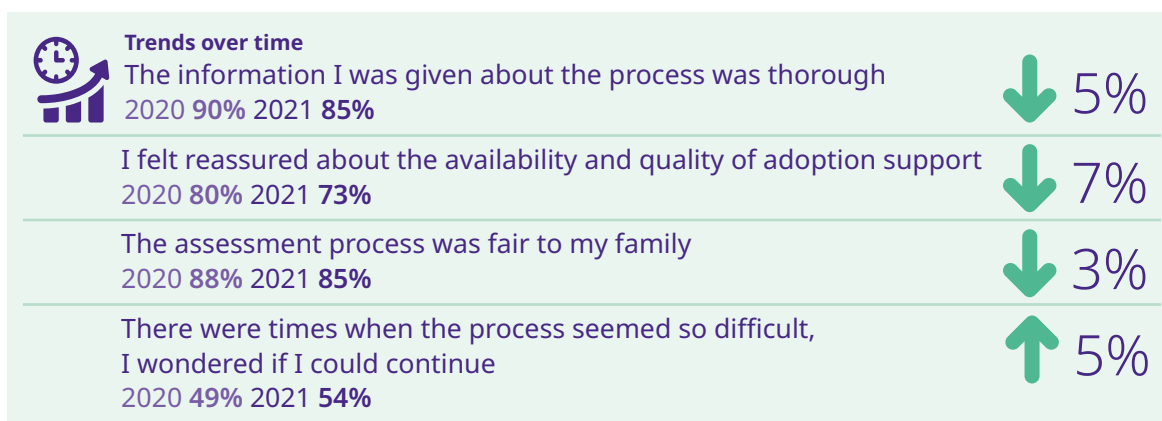 Trends over time
The information I was given about the process was thorough
2020 90% 2021 85%
5%
I felt reassured about the availability and quality of adoption support
2020 80% 2021 73%
7%
The assessment process was fair to my family
2020 88% 2021 85%
3%
There were times when the process seemed so difficult,
I wondered if I could continue
2020 49% 2021 54%
5%